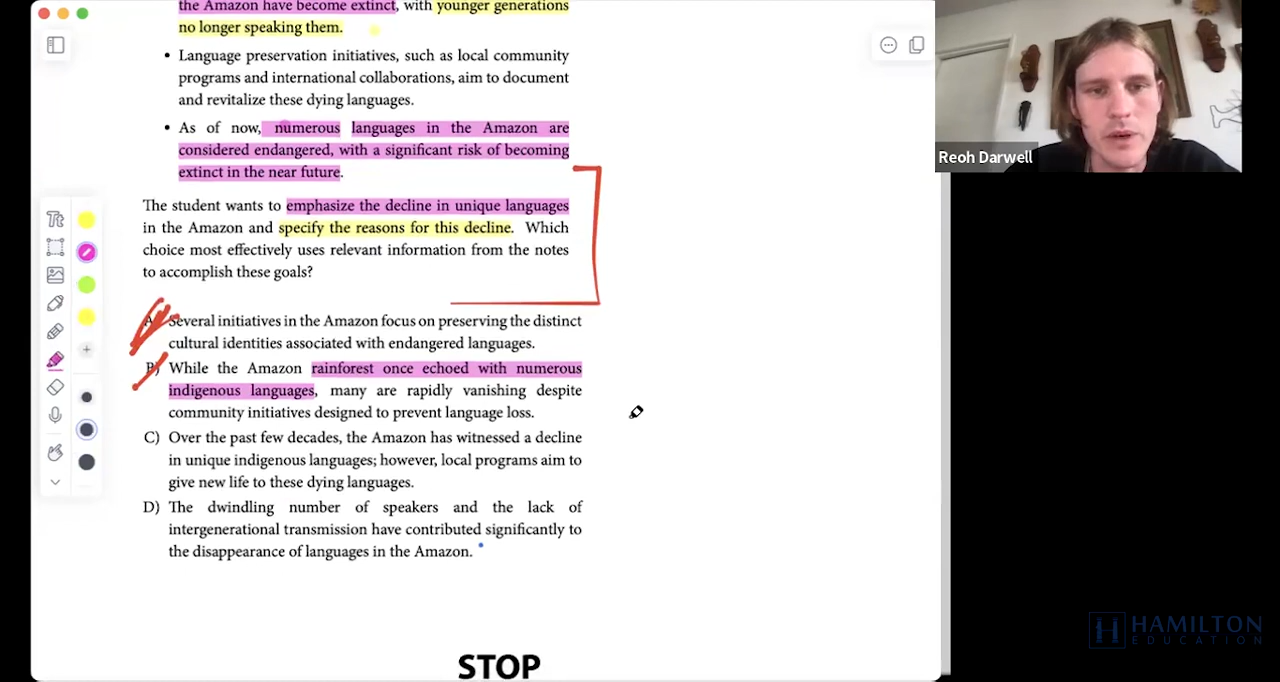 the Amazon have become extinct, with younger generations
no longer speaking them.
• Language preservation initiatives, such as local community
programs and international collaborations, aim to document
and revitalize these dying languages.
• As of now, numerous languages in the Amazon are
considered endangered, with a significant risk of becoming
extinct in the near future.
The student wants to emphasize the decline in unique languages
in the Amazon and specify the reasons for this decline. Which
choice most effectively uses relevant information from the notes
to accomplish these goals?
A) Several initiatives in the Amazon focus on preserving the distinct
cultural identities associated with endangered languages.
B) While the Amazon rainforest once echoed with numerous
indigenous languages, many are rapidly vanishing despite
community initiatives designed to prevent language loss.
C) Over the past few decades, the Amazon has witnessed a decline
in unique indigenous languages; however, local programs aim to
give new life to these dying languages.
D) The dwindling number of speakers and the lack of
intergenerational transmission have contributed significantly to
the disappearance of languages in the Amazon.
STOP
Tt
Reoh Darwell
HAMILTON
EDUCATION